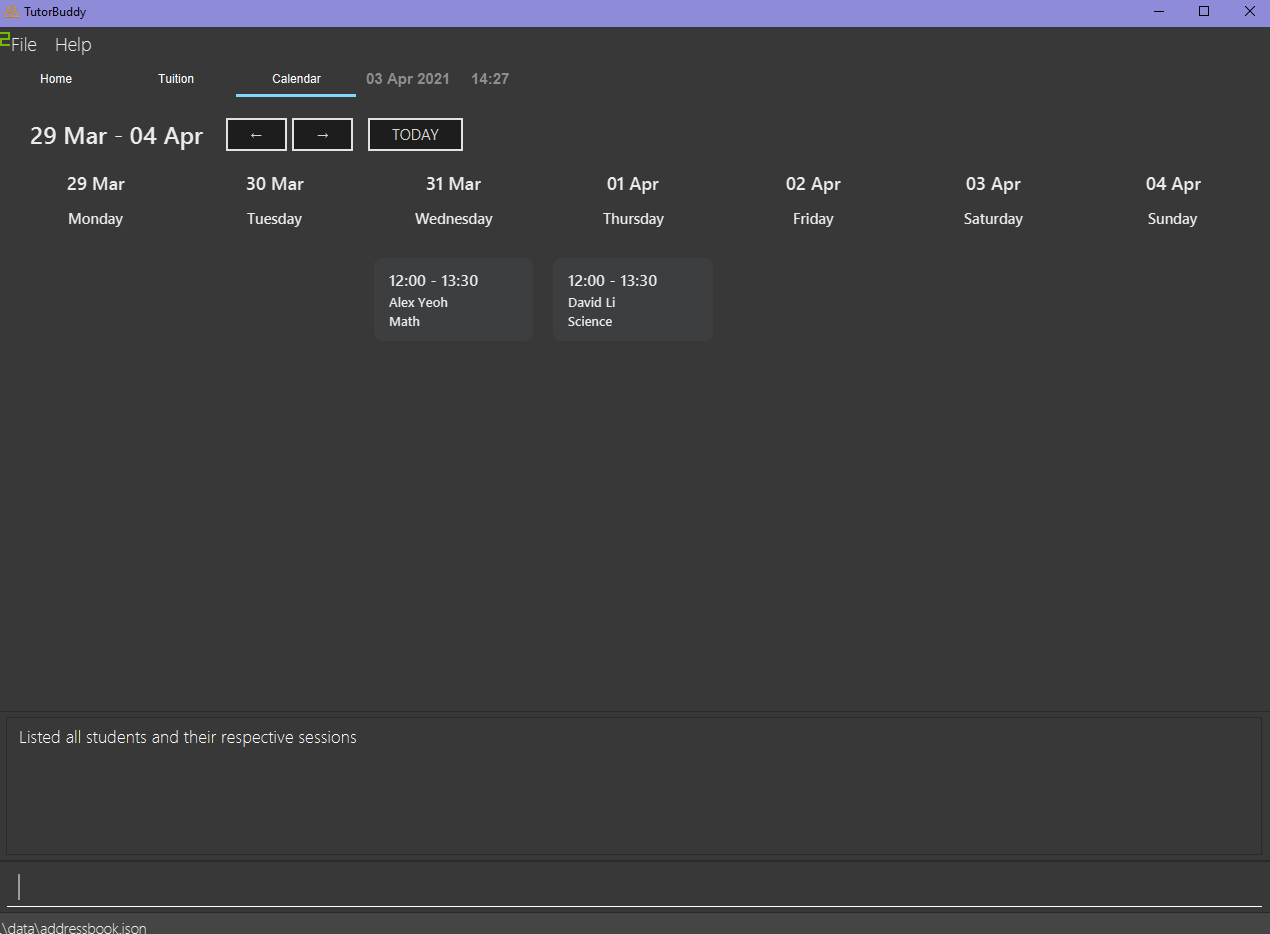 TutorBuddy
File Help
Home Tuition Calendar 03 Apr 2021 14:27
29 Mar - 04 Apr ← → TODAY
29 Mar 30 Mar 31 Mar 01 Apr 02 Apr 03 Apr 04 Apr
Monday Tuesday Wednesday Thursday Friday Saturday Sunday
12:00 - 13:30
Alex Yeoh
Math
12:00 - 13:30
David Li
Science
Listed all students and their respective sessions
.\data\addressbook.json